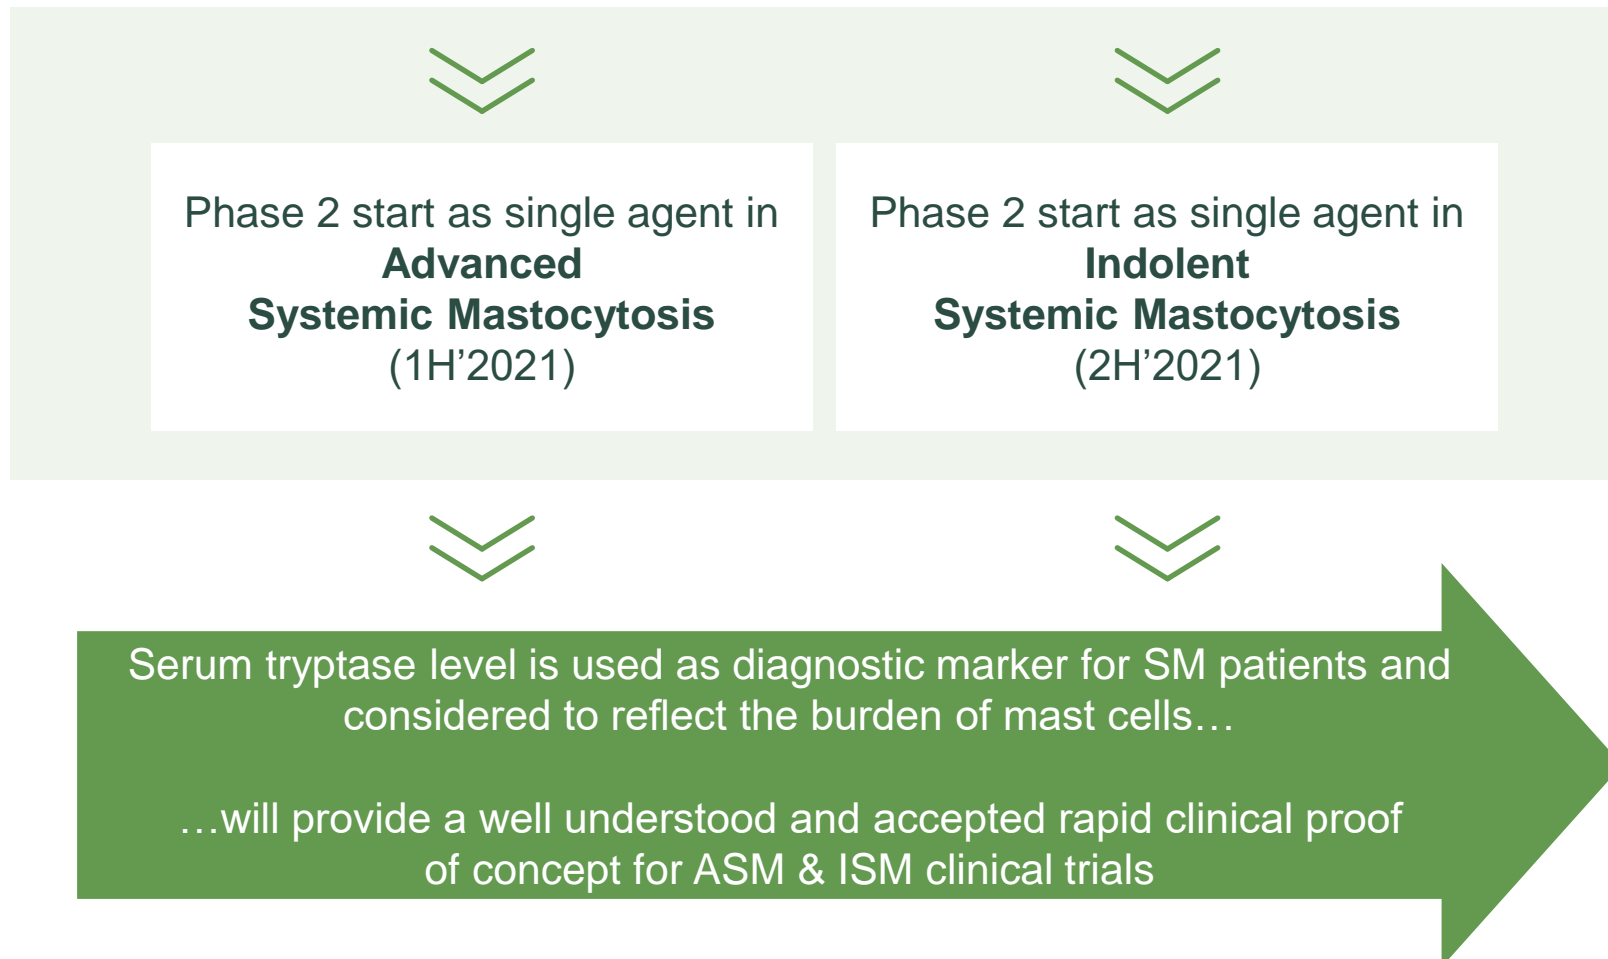 Phase 2 start as single agent in
Advanced
Systemic Mastocytosis
(1H’2021)
Phase 2 start as single agent in
Indolent
Systemic Mastocytosis
(2H’2021)
Serum tryptase level is used as diagnostic marker for SM patients and
considered to reflect the burden of mast cells…
…will provide a well understood and accepted rapid clinical proof
of concept for ASM & ISM clinical trials